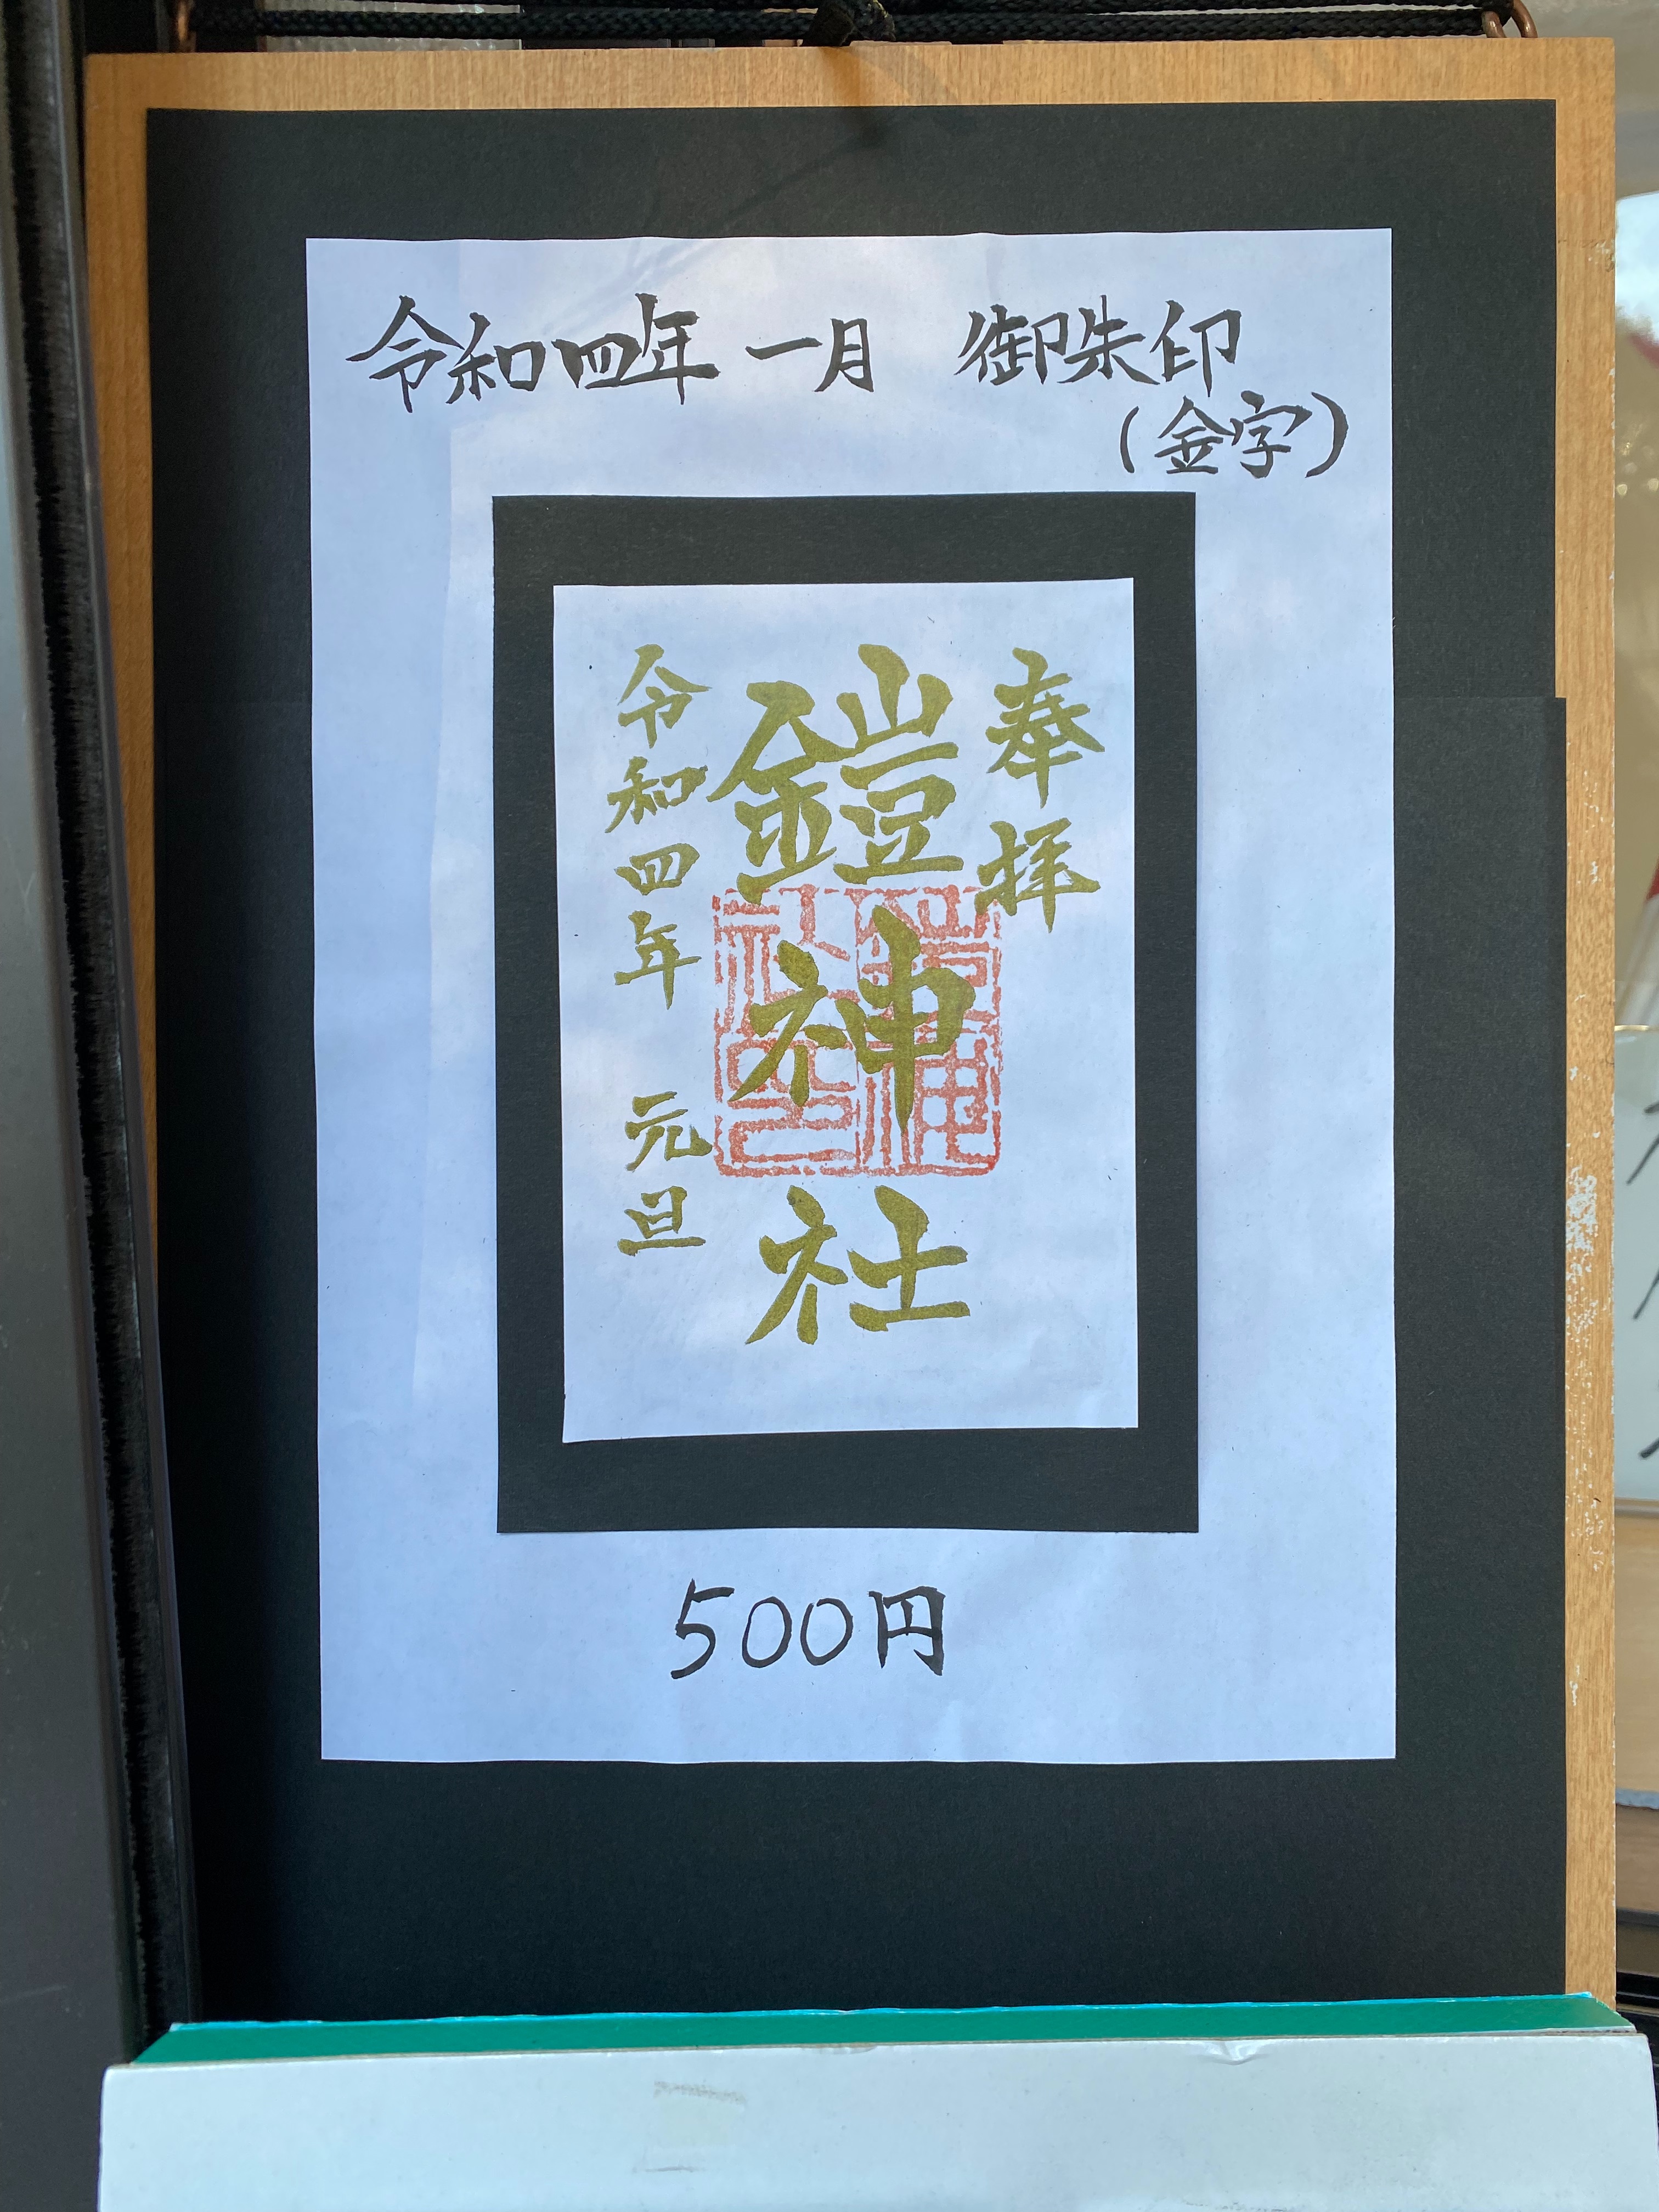 令和四年 一月 御朱印
(金字)
奉拝
鎧神社
令和四年 元旦
500円